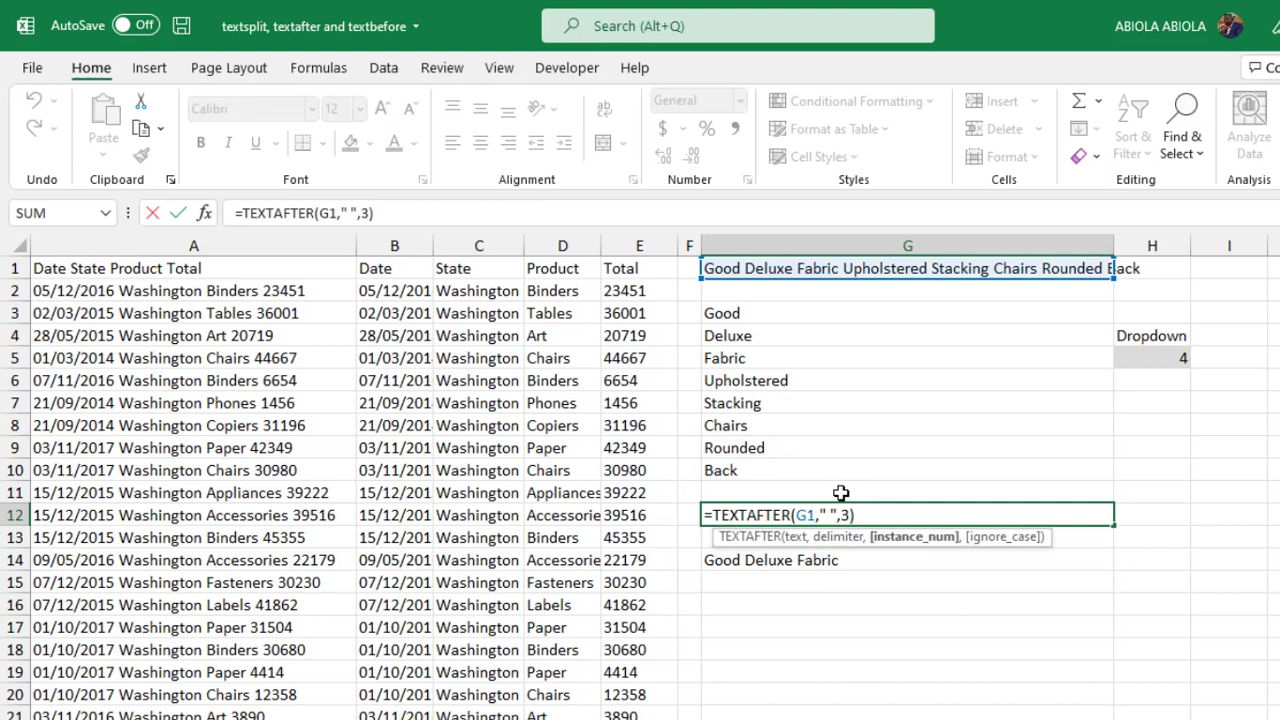 AutoSave Off textsplit, textafter and textbefore Search (Alt+Q) ABIOLA ABIOLA
File Home Insert Page Layout Formulas Data Review View Developer Help
Calibri 12 General Conditional Formatting Insert
Paste $ % Format as Table Delete Sort & Find & Analyze
B I U A Cell Styles Format Filter Select Data
Undo Clipboard Font Alignment Number Styles Cells Editing Analysis
SUM fx =TEXTAFTER(G1," ",3)
A B C D E F G H I
1 Date State Product Total Date State Product Total Good Deluxe Fabric Upholstered Stacking Chairs Rounded Back
2 05/12/2016 Washington Binders 23451 05/12/201 Washington Binders 23451
3 02/03/2015 Washington Tables 36001 02/03/201 Washington Tables 36001 Good
4 28/05/2015 Washington Art 20719 28/05/201 Washington Art 20719 Deluxe Dropdown
5 01/03/2014 Washington Chairs 44667 01/03/201 Washington Chairs 44667 Fabric 4
6 07/11/2016 Washington Binders 6654 07/11/201 Washington Binders 6654 Upholstered
7 21/09/2014 Washington Phones 1456 21/09/201 Washington Phones 1456 Stacking
8 21/09/2014 Washington Copiers 31196 21/09/201 Washington Copiers 31196 Chairs
9 03/11/2017 Washington Paper 42349 03/11/201 Washington Paper 42349 Rounded
10 03/11/2017 Washington Chairs 30980 03/11/201 Washington Chairs 30980 Back
11 15/12/2015 Washington Appliances 39222 15/12/201 Washington Appliances 39222
12 15/12/2015 Washington Accessories 39516 15/12/201 Washington Accessorie 39516 =TEXTAFTER(G1," ",3)
13 15/12/2015 Washington Binders 45355 15/12/201 Washington Binders 45355 TEXTAFTER(text, delimiter, [instance_num], [ignore_case])
14 09/05/2016 Washington Accessories 22179 09/05/201 Washington Accessorie 22179 Good Deluxe Fabric
15 07/12/2015 Washington Fasteners 30230 07/12/201 Washington Fasteners 30230
16 07/12/2015 Washington Labels 41862 07/12/201 Washington Labels 41862
17 01/10/2017 Washington Paper 31504 01/10/201 Washington Paper 31504
18 01/10/2017 Washington Binders 30680 01/10/201 Washington Binders 30680
19 01/10/2017 Washington Paper 4414 01/10/201 Washington Paper 4414
20 01/10/2017 Washington Chairs 12358 01/10/201 Washington Chairs 12358
21 03/11/2016 Washington Art 3890 03/11/201 Washington Art 3890